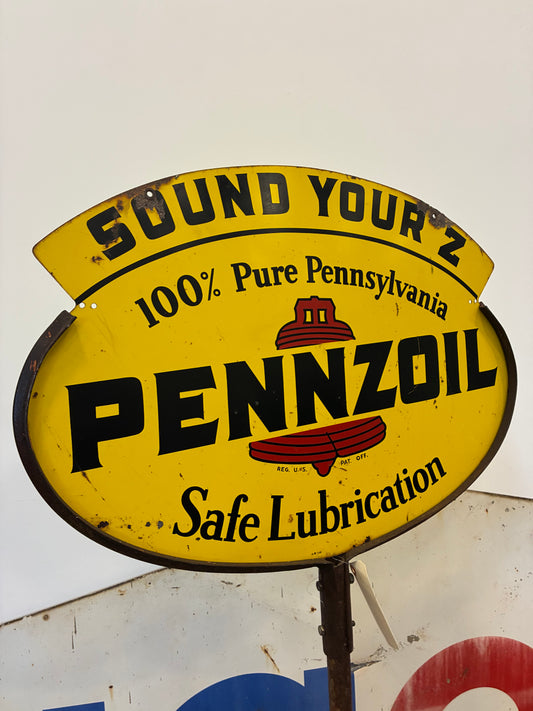 SOUND YOUR Z
100% Pure Pennsylvania
PENNZOIL
REG. U.S. PAT. OFF.
Safe Lubrication